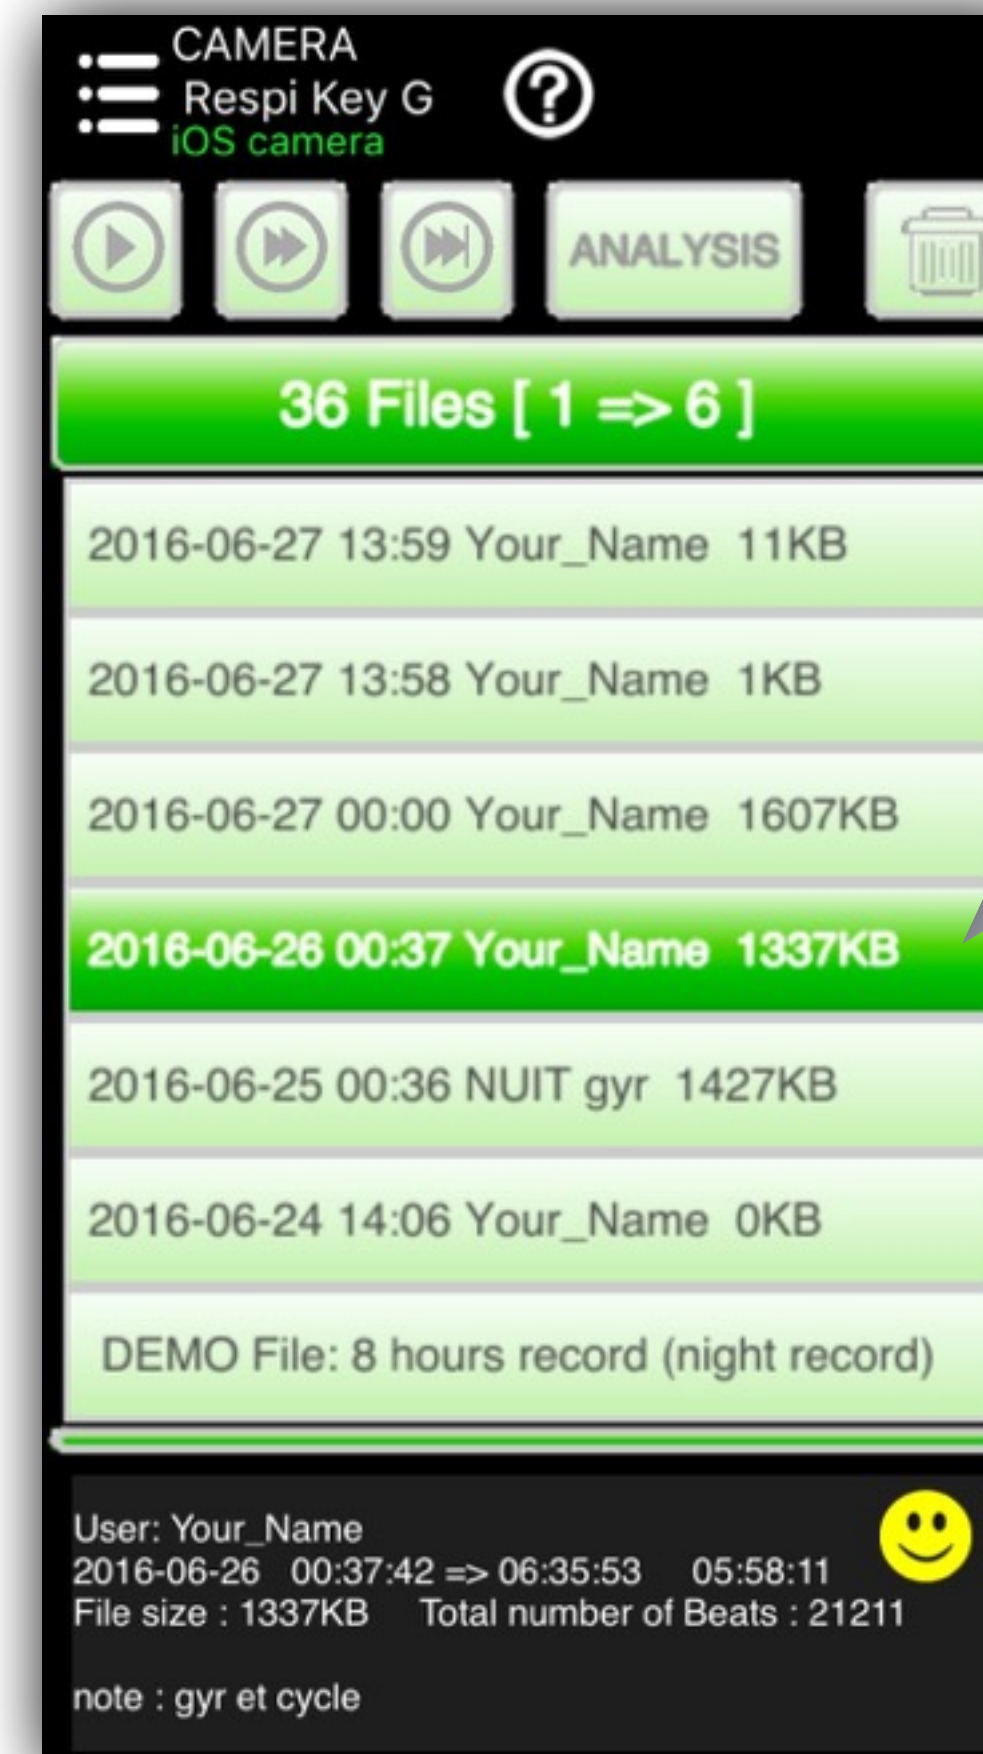 CAMERA
Respi Key G
iOS camera
ANALYSIS
36 Files [ 1 => 6 ]
2016-06-27 13:59 Your_Name 11KB
2016-06-27 13:58 Your_Name 1KB
2016-06-27 00:00 Your_Name 1607KB
2016-06-26 00:37 Your_Name 1337KB
2016-06-25 00:36 NUIT gyr 1427KB
2016-06-24 14:06 Your_Name 0KB
DEMO File: 8 hours record (night record)
User: Your_Name
2016-06-26 00:37:42 => 06:35:53 05:58:11
File size : 1337KB Total number of Beats : 21211
note : gyr et cycle